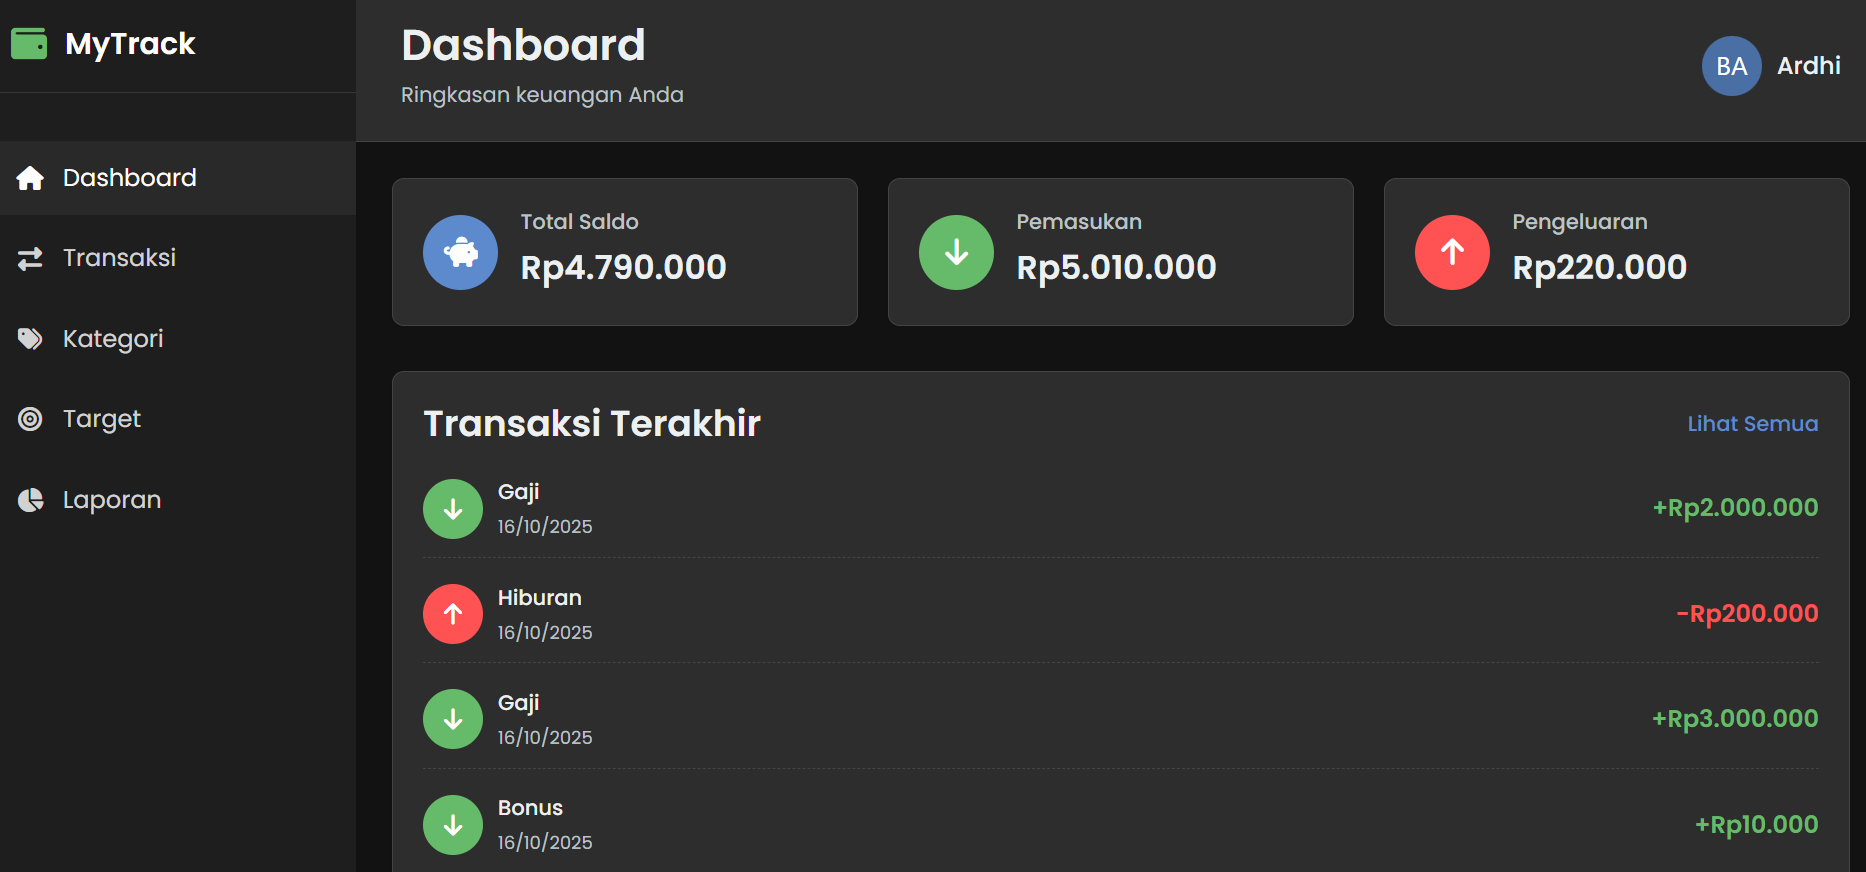 MyTrack
Dashboard
Transaksi
Kategori
Target
Laporan
Dashboard
Ringkasan keuangan Anda
BA
Ardhi
Total Saldo
Rp4.790.000
Pemasukan
Rp5.010.000
Pengeluaran
Rp220.000
Transaksi Terakhir
Lihat Semua
Gaji
16/10/2025
+Rp2.000.000
Hiburan
16/10/2025
-Rp200.000
Gaji
16/10/2025
+Rp3.000.000
Bonus
16/10/2025
+Rp10.000